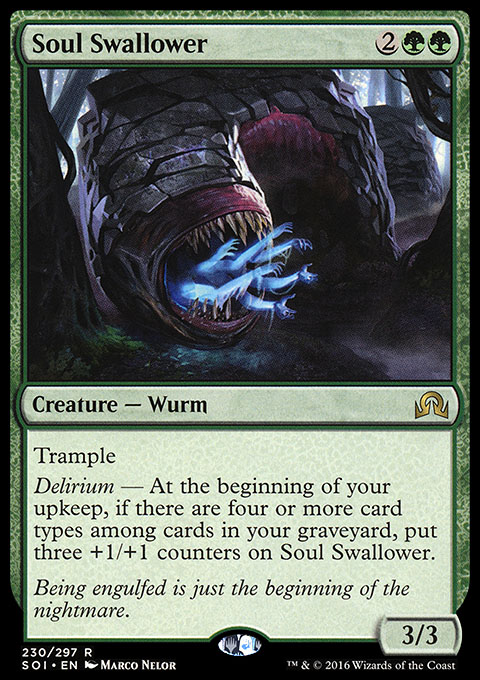 Soul Swallower 2
Creature — Wurm
Trample
Delirium — At the beginning of your
upkeep, if there are four or more card
types among cards in your graveyard, put
three +1/+1 counters on Soul Swallower.
Being engulfed is just the beginning of the
nightmare.
3/3
230/297 R
SOI • EN Marco Nelor
™ & © 2016 Wizards of the Coast